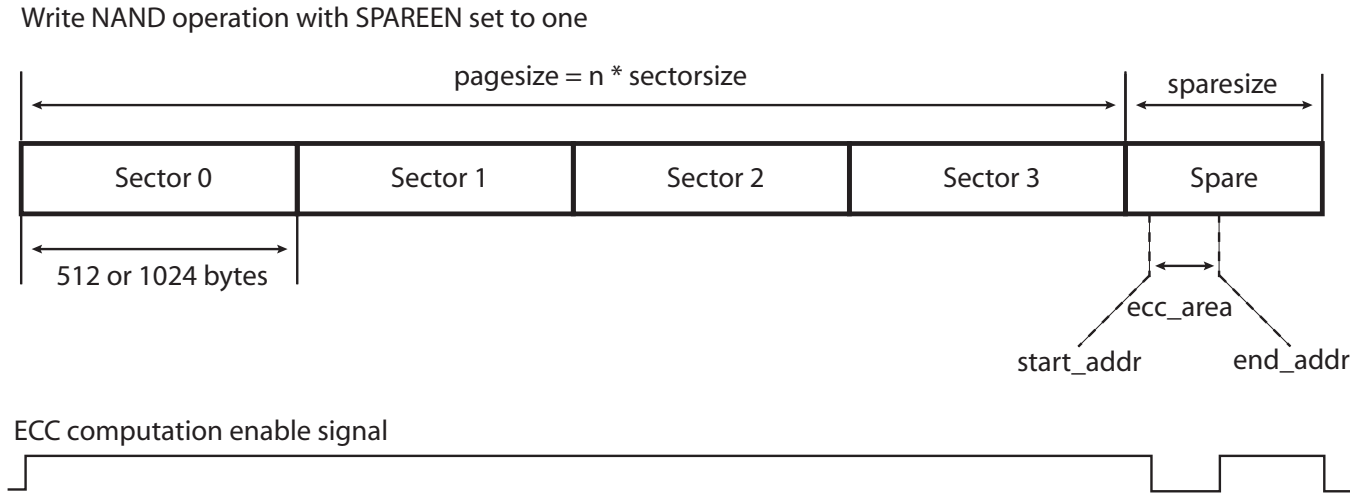 Write NAND operation with SPAREEN set to one
pagesize = n * sectorsize
sparesize
Sector 0
Sector 1
Sector 2
Sector 3
Spare
512 or 1024 bytes
ecc_area
start_addr
end_addr
ECC computation enable signal